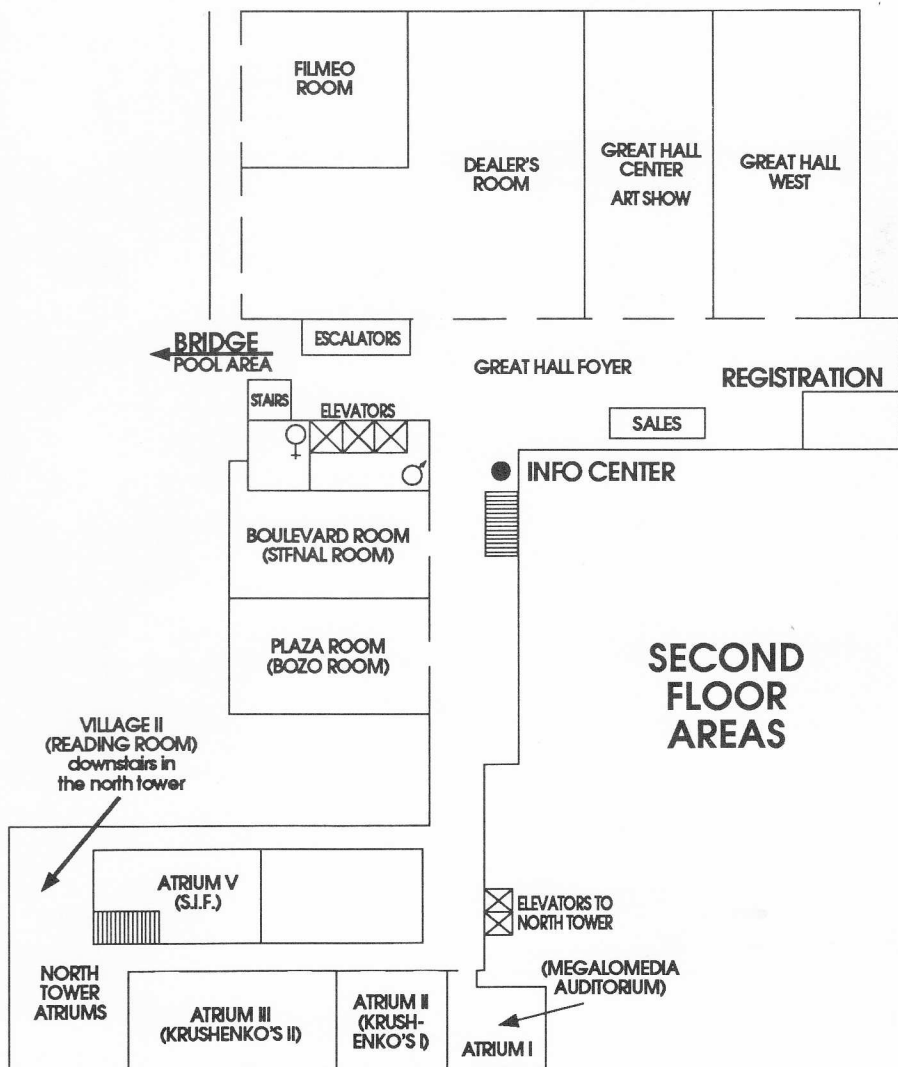 FILMEO
ROOM
DEALER'S
ROOM
GREAT HALL
CENTER
ART SHOW
GREAT HALL
WEST
BRIDGE
POOL AREA
ESCALATORS
GREAT HALL FOYER
REGISTRATION
STAIRS
ELEVATORS
SALES
INFO CENTER
BOULEVARD ROOM
(STFNAL ROOM)
PLAZA ROOM
(BOZO ROOM)
SECOND
FLOOR
AREAS
VILLAGE II
(READING ROOM)
downstairs in
the north tower
ATRIUM V
(S.I.F.)
ELEVATORS TO
NORTH TOWER
NORTH
TOWER
ATRIUMS
ATRIUM III
(KRUSHENKO'S II)
ATRIUM II
(KRUSH-
ENKO'S I)
(MEGALOMEDIA
AUDITORIUM)
ATRIUM I